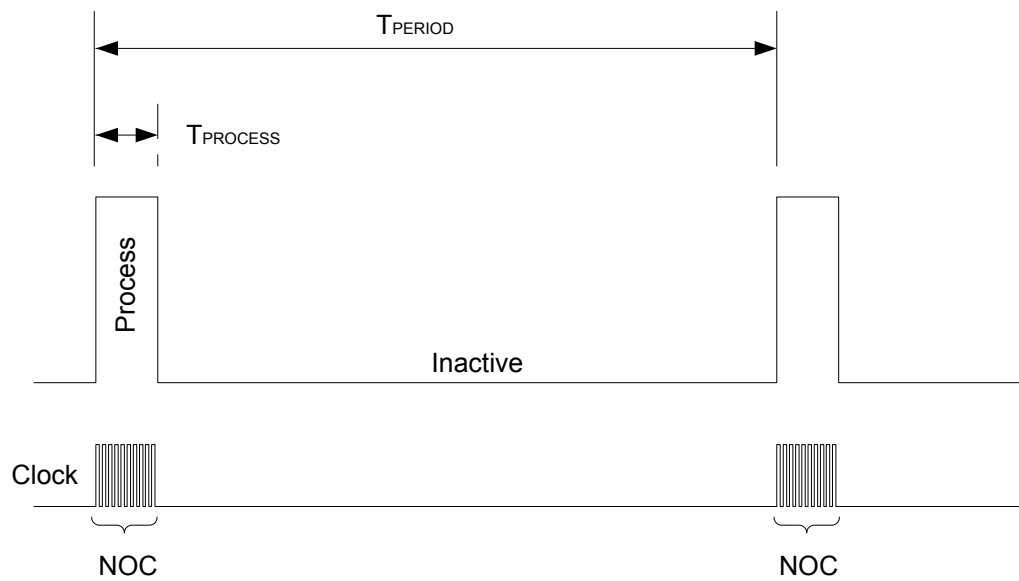 TPERIOD
TPROCESS
Process
Inactive
Clock
NOC
NOC